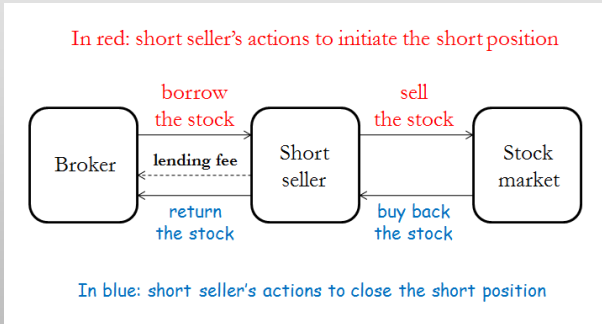 In red: short seller's actions to initiate the short position
borrow
the stock
sell
the stock
Broker
lending fee
Short
seller
Stock
market
return
the stock
buy back
the stock
In blue: short seller's actions to close the short position